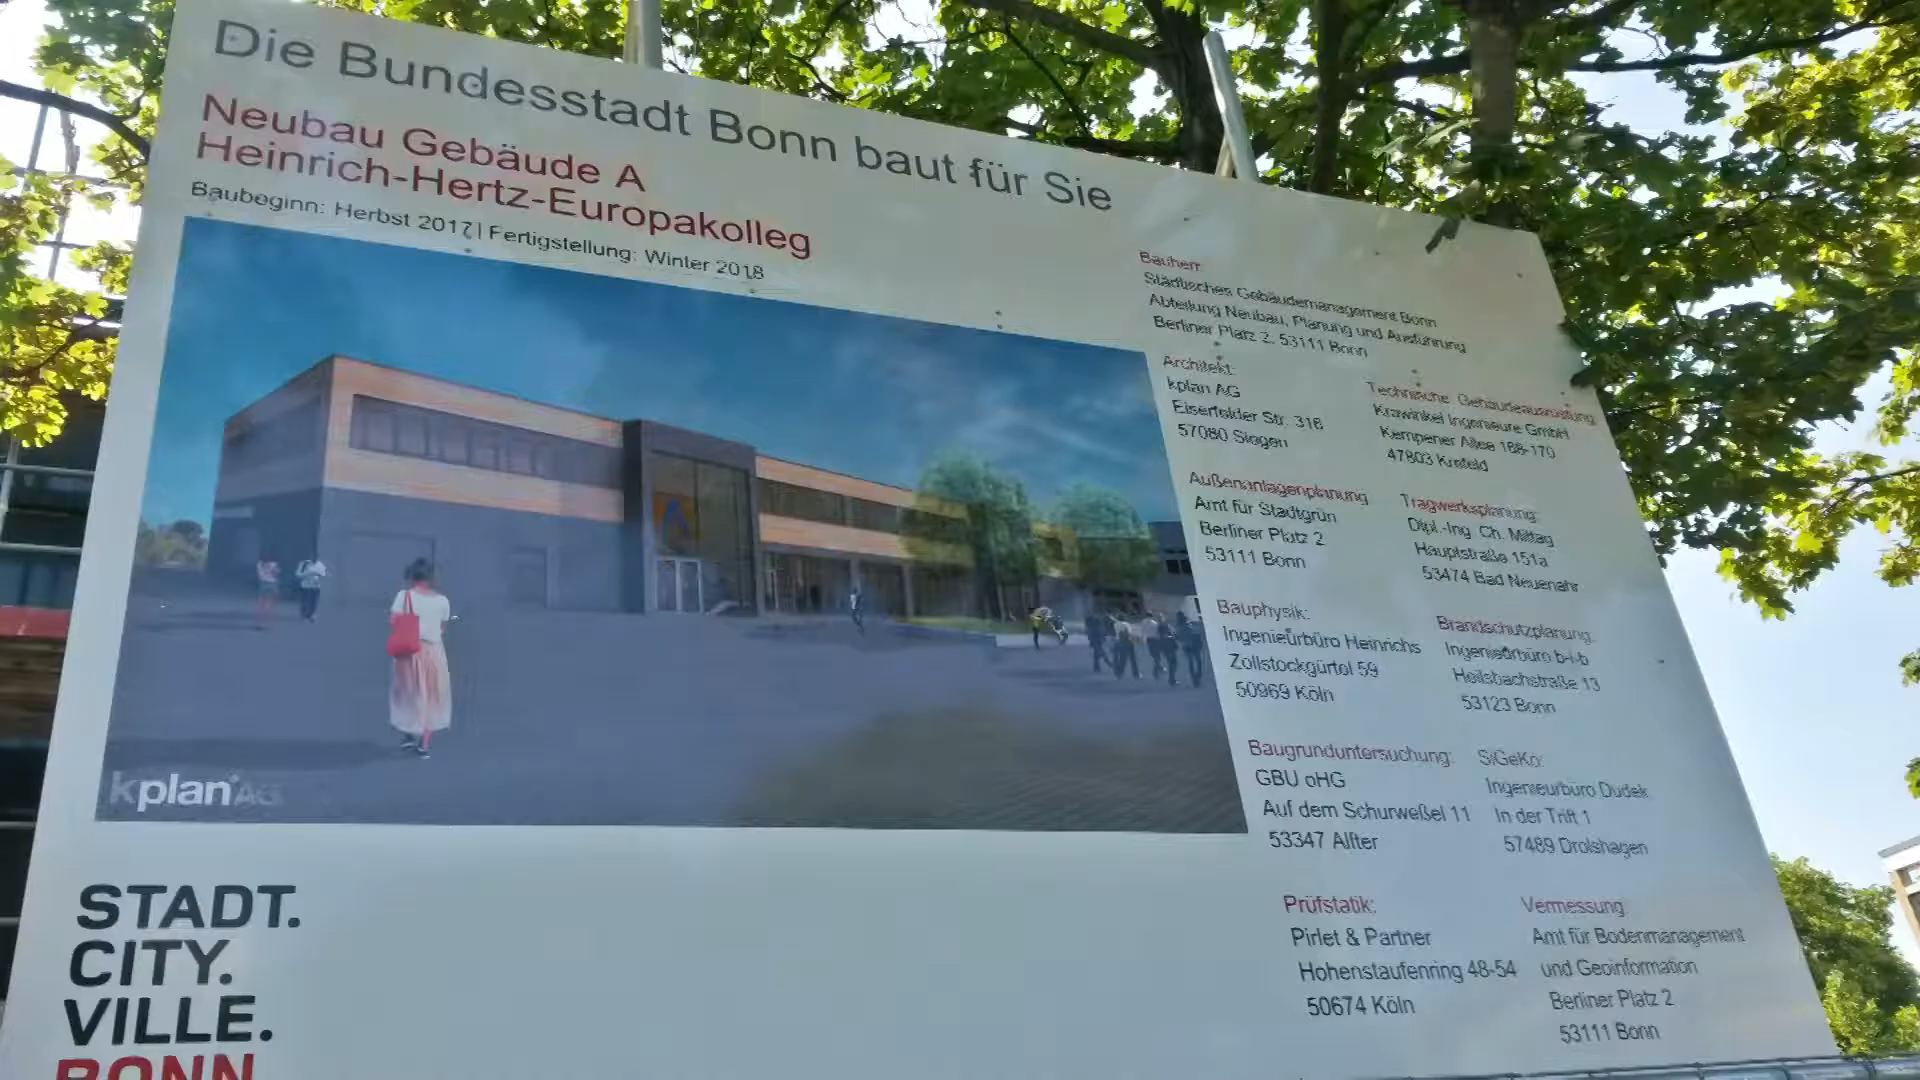 Die Bundesstadt Bonn baut für Sie
Neubau Gebäude A
Heinrich-Hertz-Europakolleg
Baubeginn: Herbst 2017 | Fertigstellung: Winter 2018
kplan AG
STADT.
CITY.
VILLE.
BONN
Bauherr:
Städtisches Gebäudemanagement Bonn
Abteilung Neubau, Planung und Ausführung
Berliner Platz 2, 53111 Bonn
Architekt:
kplan AG
Eiserfelder Str. 316
57080 Siegen
Technische Gebäudeausrüstung
Krawinkel Ingenieure GmbH
Kempener Allee 168-170
47803 Krefeld
Außenanlagenplanung
Amt für Stadtgrün
Berliner Platz 2
53111 Bonn
Tragwerksplanung:
Dipl.-Ing. Ch. Mittag
Hauptstraße 151a
53474 Bad Neuenahr
Bauphysik:
Ingenieurbüro Heinrichs
Zollstockgürtel 59
50969 Köln
Brandschutzplanung:
Ingenieurbüro b-i-b
Heilsbachstraße 13
53123 Bonn
Baugrunduntersuchung:
GBU oHG
Auf dem Schurweßel 11
53347 Alfter
SiGeKo:
Ingenieurbüro Dudek
In der Trift 1
57489 Drolshagen
Prüfstatik:
Pirlet & Partner
Hohenstaufenring 48-54
50674 Köln
Vermessung:
Amt für Bodenmanagement
und Geoinformation
Berliner Platz 2
53111 Bonn